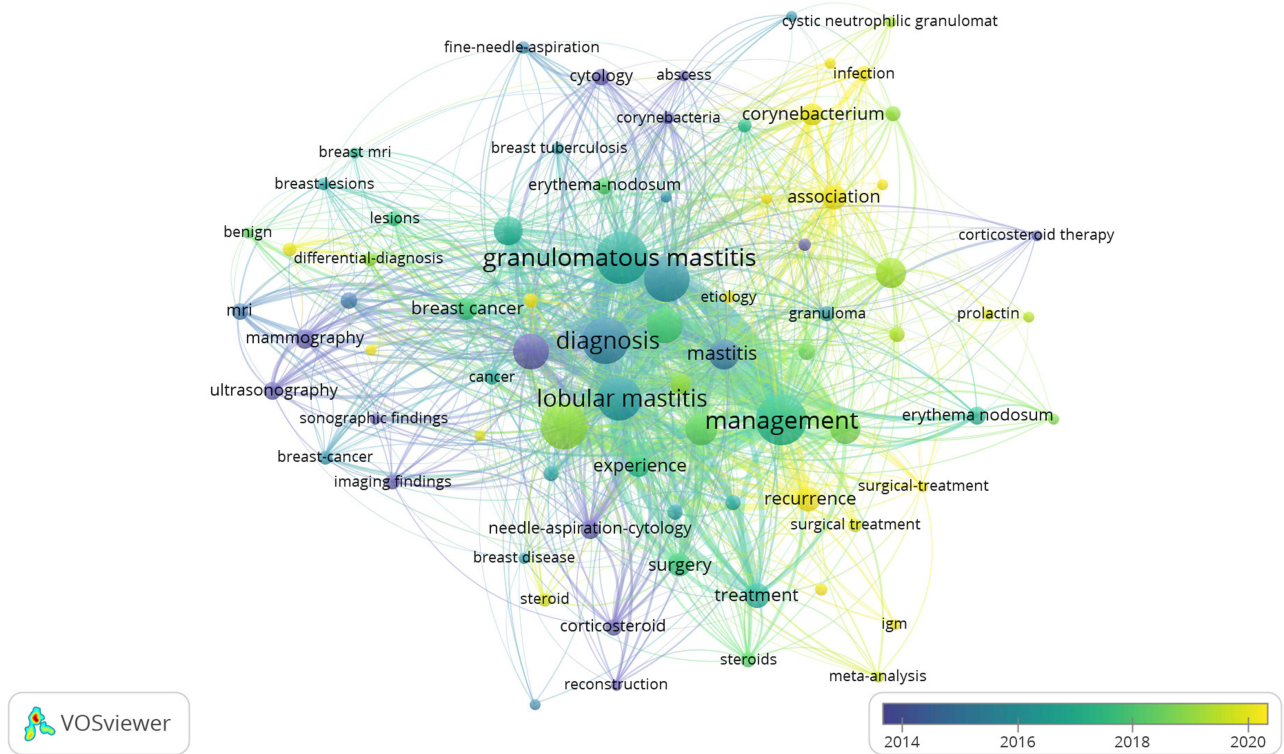 cystic neutrophilic granulomat
fine-needle-aspiration
infection
cytology
abscess
corynebacterium
corynebacteria
breast tuberculosis
breast mri
breast-lesions
erythema-nodosum
association
lesions
benign
corticosteroid therapy
differential-diagnosis
granulomatous mastitis
etiology
mri
breast cancer
granuloma
prolactin
mammography
diagnosis
mastitis
cancer
ultrasonography
lobular mastitis
sonographic findings
management
erythema nodosum
breast-cancer
experience
imaging findings
surgical-treatment
recurrence
needle-aspiration-cytology
surgical treatment
breast disease
surgery
steroid
treatment
corticosteroid
igm
steroids
meta-analysis
reconstruction
VOSviewer
2014
2016
2018
2020